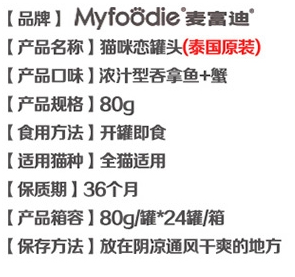 【品牌】Myfoodie®麦富迪®
【产品名称】猫咪恋罐头(泰国原装)
【产品口味】浓汁型吞拿鱼+蟹
【产品规格】80g
【食用方法】开罐即食
【适用猫种】全猫适用
【保质期】36个月
【产品箱容】80g/罐*24罐/箱
【保存方法】放在阴凉通风干爽的地方